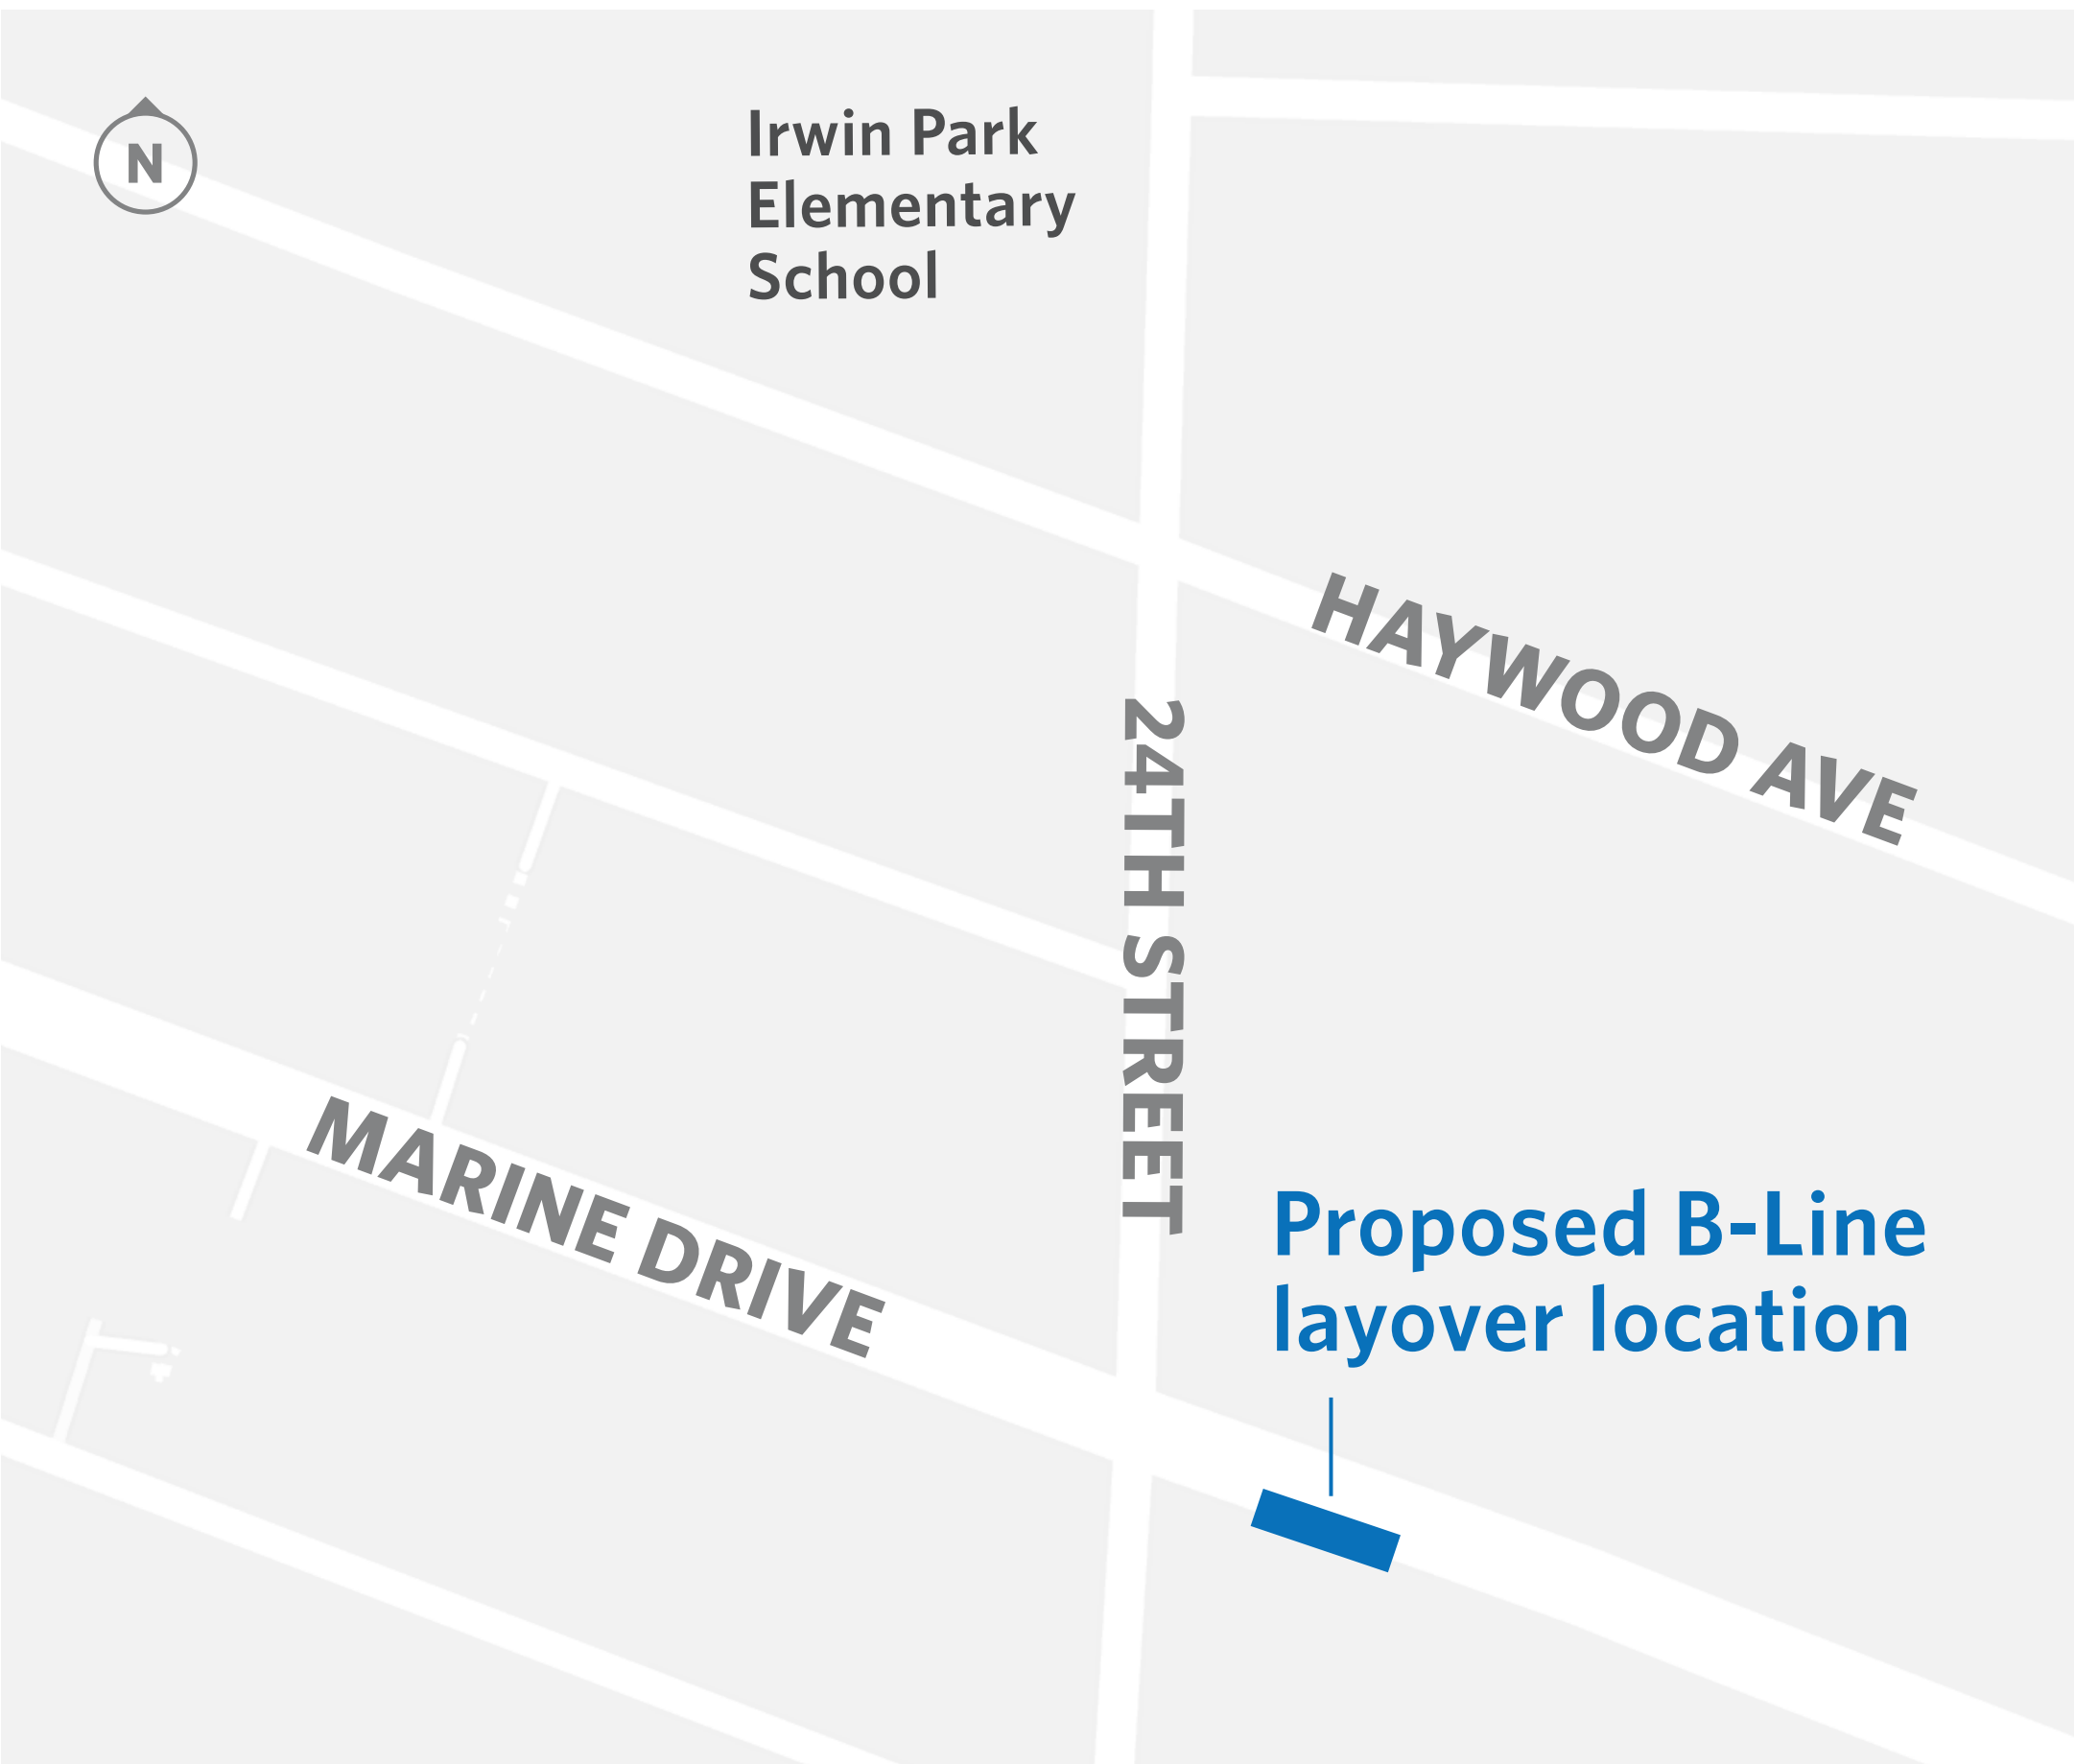 N
Irwin Park
Elementary
School
HAYWOOD AVE
24TH STREET
MARINE DRIVE
Proposed B-Line
layover location